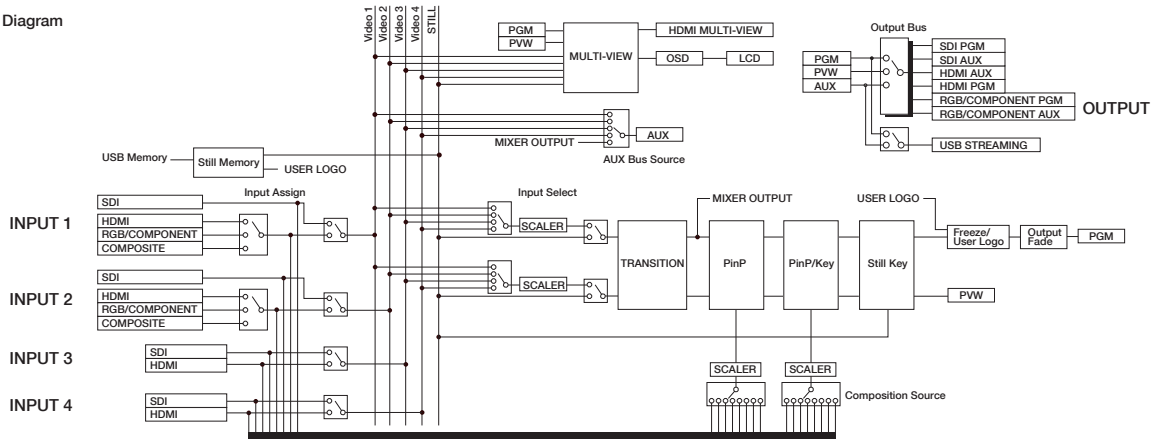 Diagram
Video 1
Video 2
Video 3
Video 4
STILL
PGM
PVW
MULTI-VIEW
HDMI MULTI-VIEW
OSD
LCD
Output Bus
PGM
PVW
AUX
SDI PGM
SDI AUX
HDMI AUX
HDMI PGM
RGB/COMPONENT PGM
RGB/COMPONENT AUX
OUTPUT
USB STREAMING
MIXER OUTPUT
AUX
AUX Bus Source
USB Memory
Still Memory
USER LOGO
Input Assign
Input Select
INPUT 1
SDI
HDMI
RGB/COMPONENT
COMPOSITE
SCALER
MIXER OUTPUT
USER LOGO
TRANSITION
PinP
PinP/Key
Still Key
Freeze/
User Logo
Output
Fade
PGM
INPUT 2
SDI
HDMI
RGB/COMPONENT
COMPOSITE
SCALER
PVW
INPUT 3
SDI
HDMI
SCALER
SCALER
Composition Source
INPUT 4
SDI
HDMI